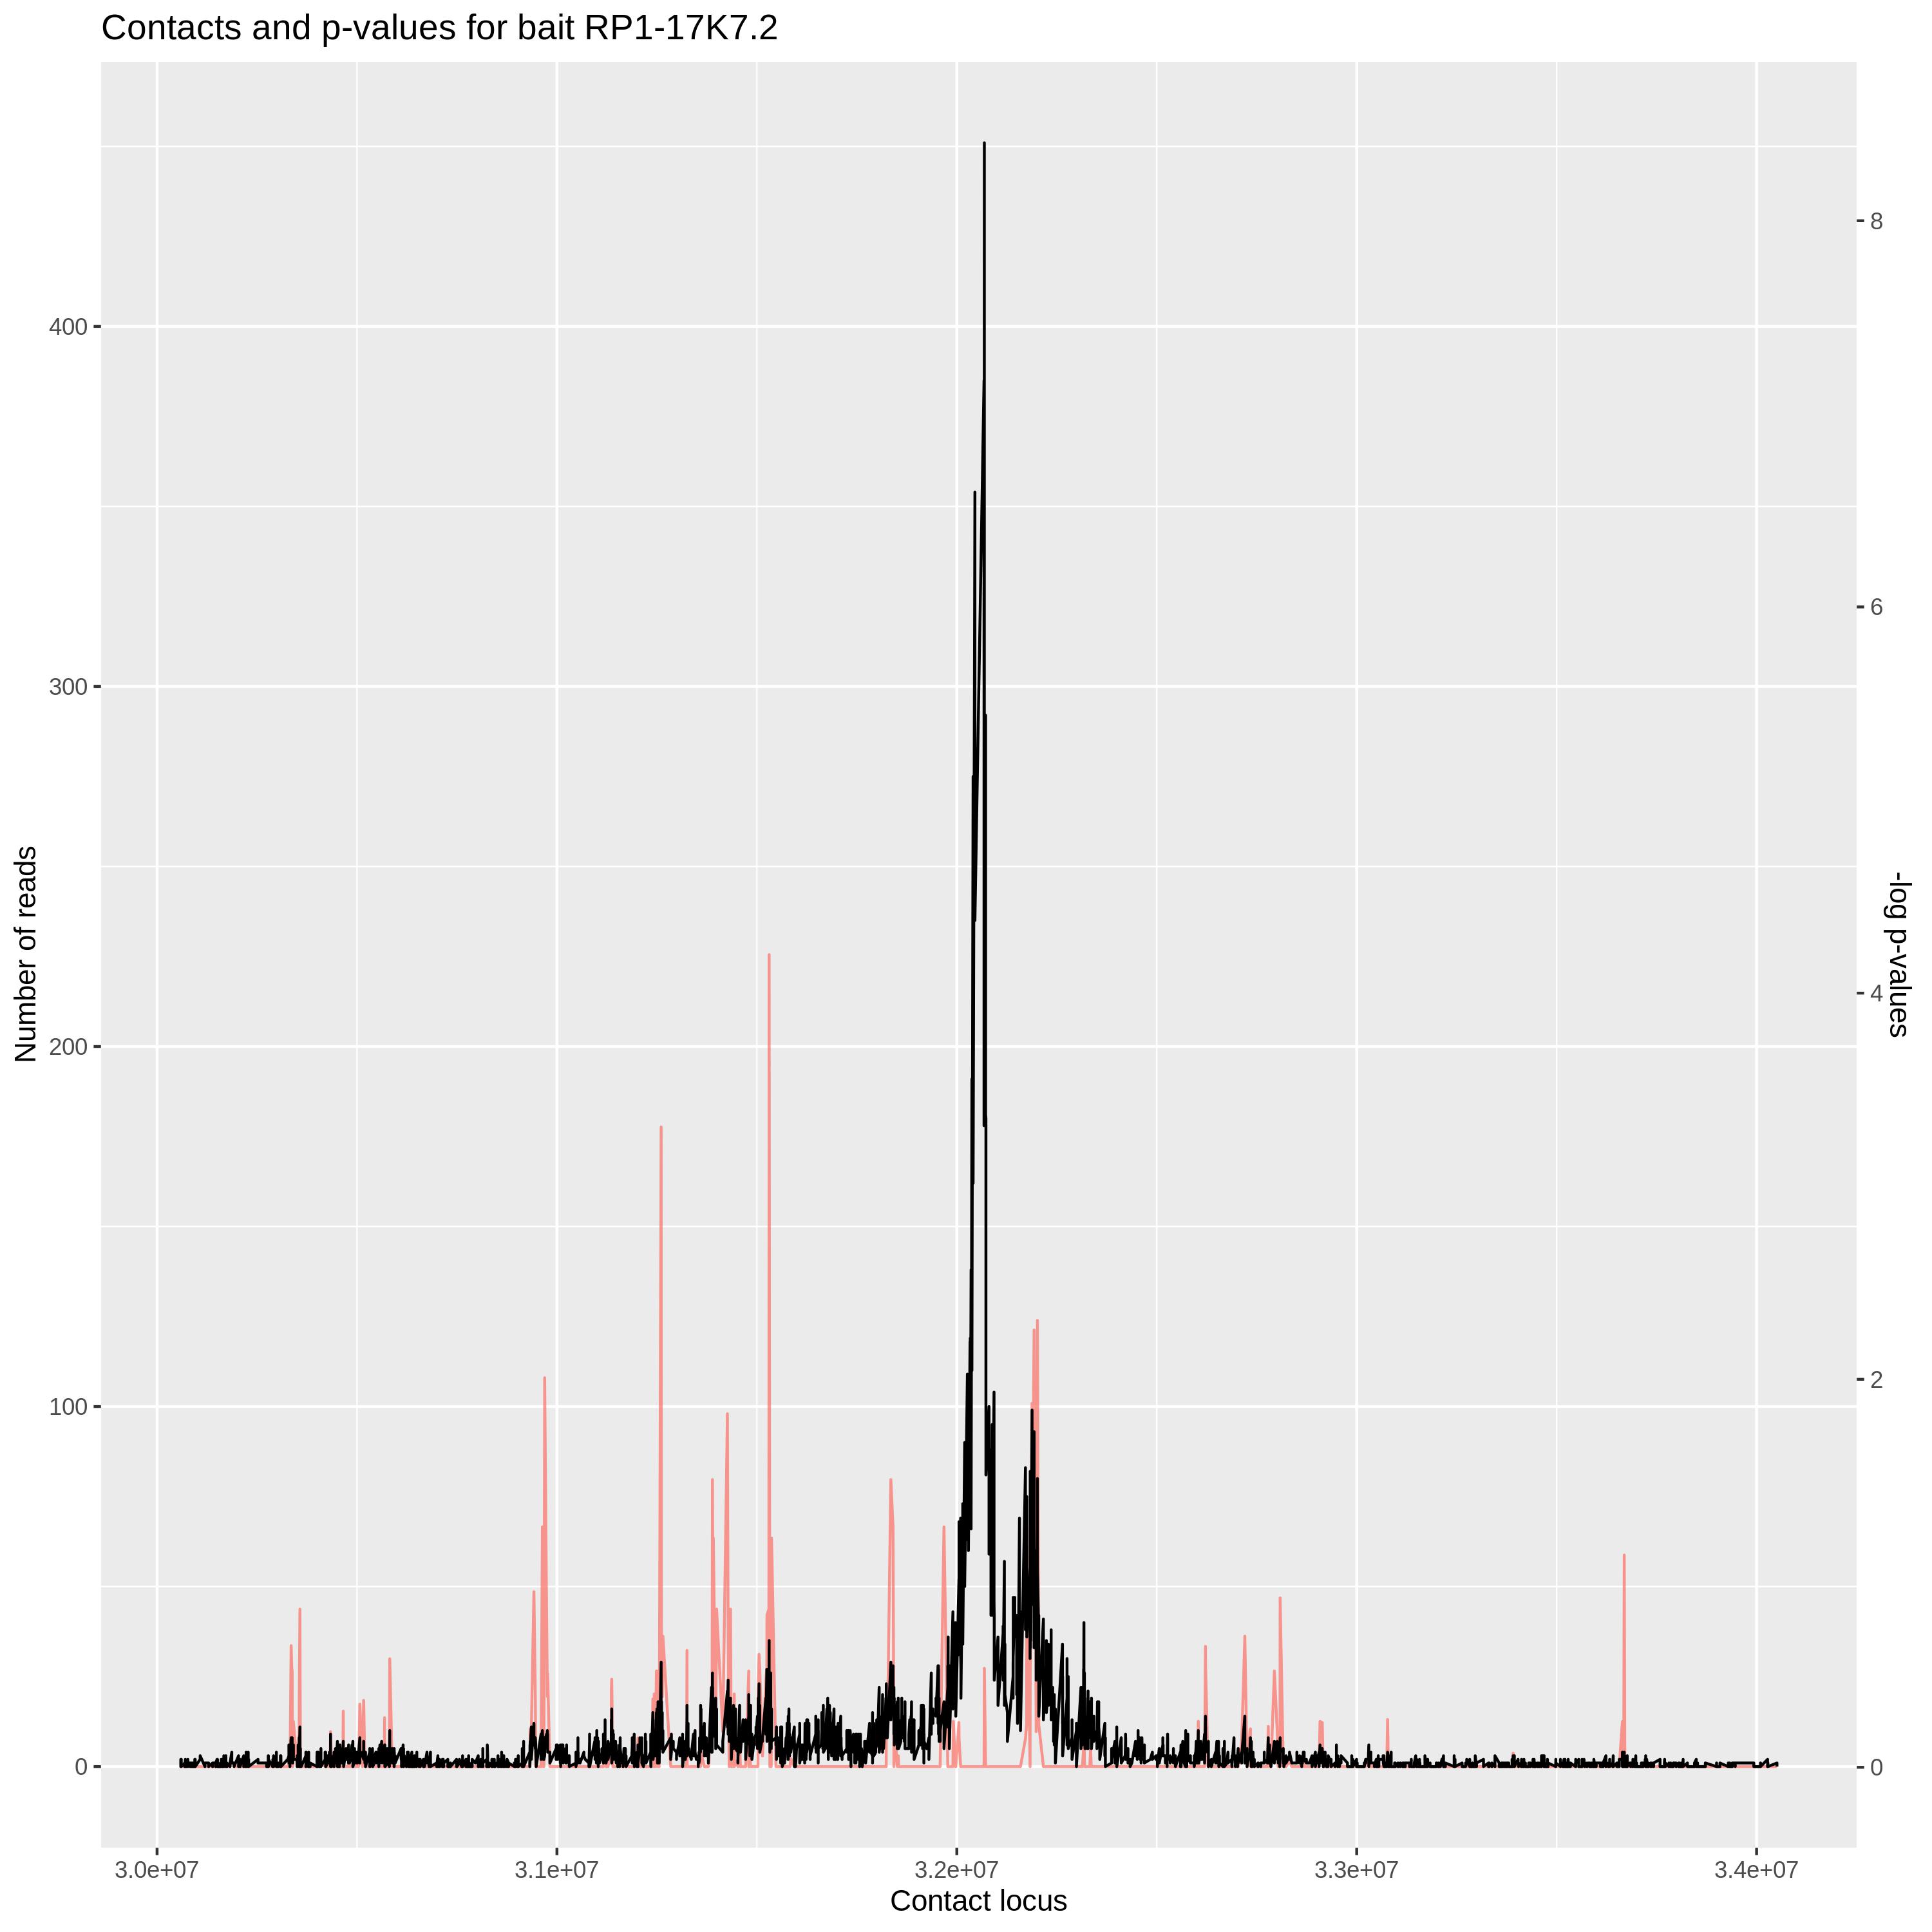 Contacts and p-values for bait RP1-17K7.2
Number of reads
400
300
200
100
0
8
6
4
2
0
-log p-values
3.0e+07 3.1e+07 3.2e+07 3.3e+07 3.4e+07
Contact locus